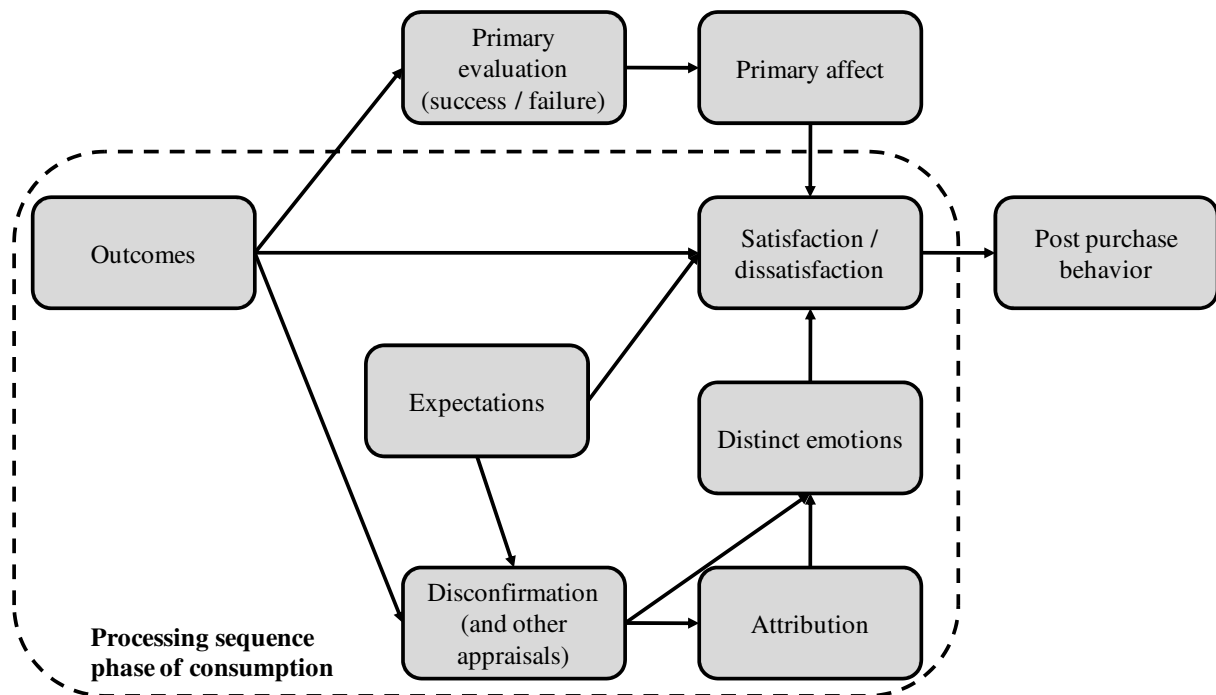 Primary
evaluation
(success / failure)
Primary affect
Outcomes
Satisfaction /
dissatisfaction
Post purchase
behavior
Expectations
Distinct emotions
Disconfirmation
(and other
appraisals)
Attribution
Processing sequence
phase of consumption